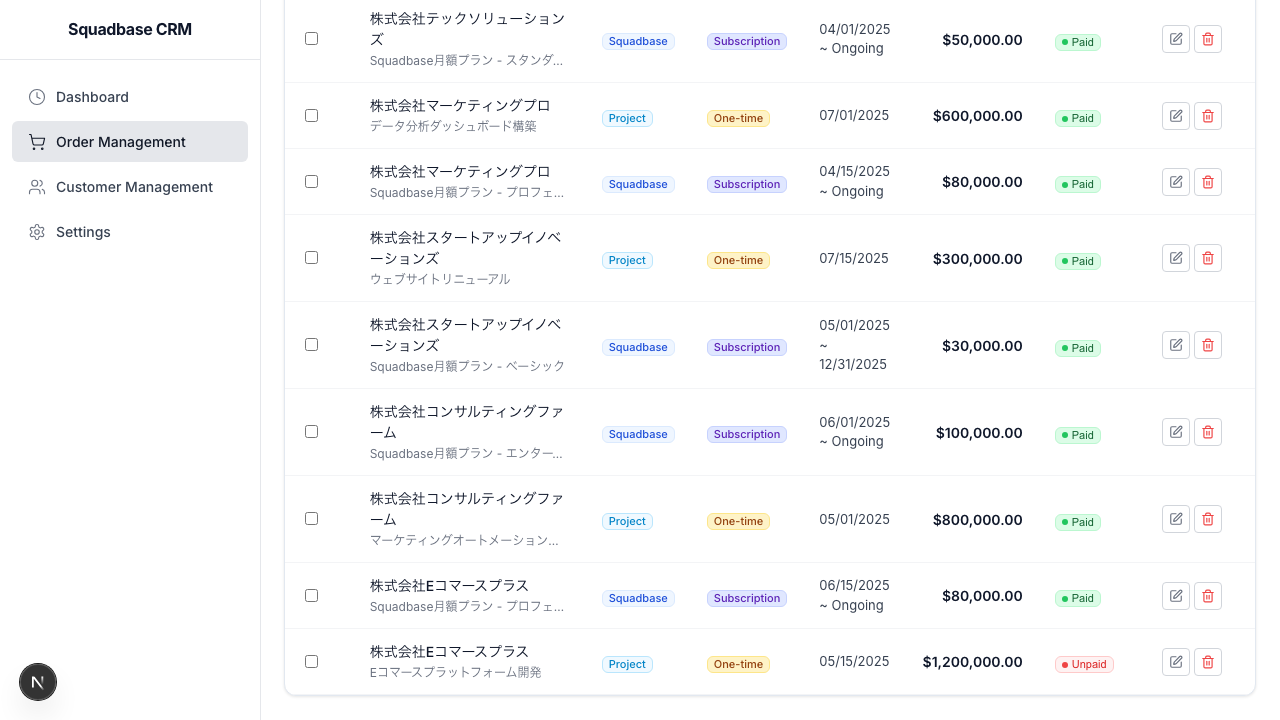 Squadbase CRM
Dashboard
Order Management
Customer Management
Settings
N
株式会社テックソリューション
ズ
Squadbase月額プラン - スタンダ...
Squadbase
Subscription
04/01/2025
~ Ongoing
$50,000.00
Paid
株式会社マーケティングプロ
データ分析ダッシュボード構築
Project
One-time
07/01/2025
$600,000.00
Paid
株式会社マーケティングプロ
Squadbase月額プラン - プロフェ...
Squadbase
Subscription
04/15/2025
~ Ongoing
$80,000.00
Paid
株式会社スタートアップイノベ
ーションズ
ウェブサイトリニューアル
Project
One-time
07/15/2025
$300,000.00
Paid
株式会社スタートアップイノベ
ーションズ
Squadbase月額プラン - ベーシック
Squadbase
Subscription
05/01/2025
~
12/31/2025
$30,000.00
Paid
株式会社コンサルティングファ
ーム
Squadbase月額プラン - エンター...
Squadbase
Subscription
06/01/2025
~ Ongoing
$100,000.00
Paid
株式会社コンサルティングファ
ーム
マーケティングオートメーション...
Project
One-time
05/01/2025
$800,000.00
Paid
株式会社Eコマースプラス
Squadbase月額プラン - プロフェ...
Squadbase
Subscription
06/15/2025
~ Ongoing
$80,000.00
Paid
株式会社Eコマースプラス
Eコマースプラットフォーム開発
Project
One-time
05/15/2025
$1,200,000.00
Unpaid